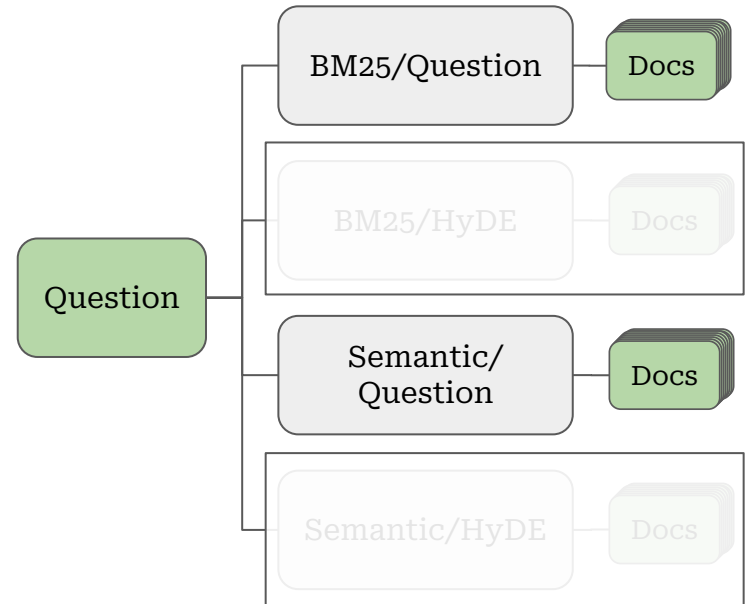 BM25/Question
Docs
BM25/HyDE
Docs
Question
Semantic/
Question
Docs
Semantic/HyDE
Docs